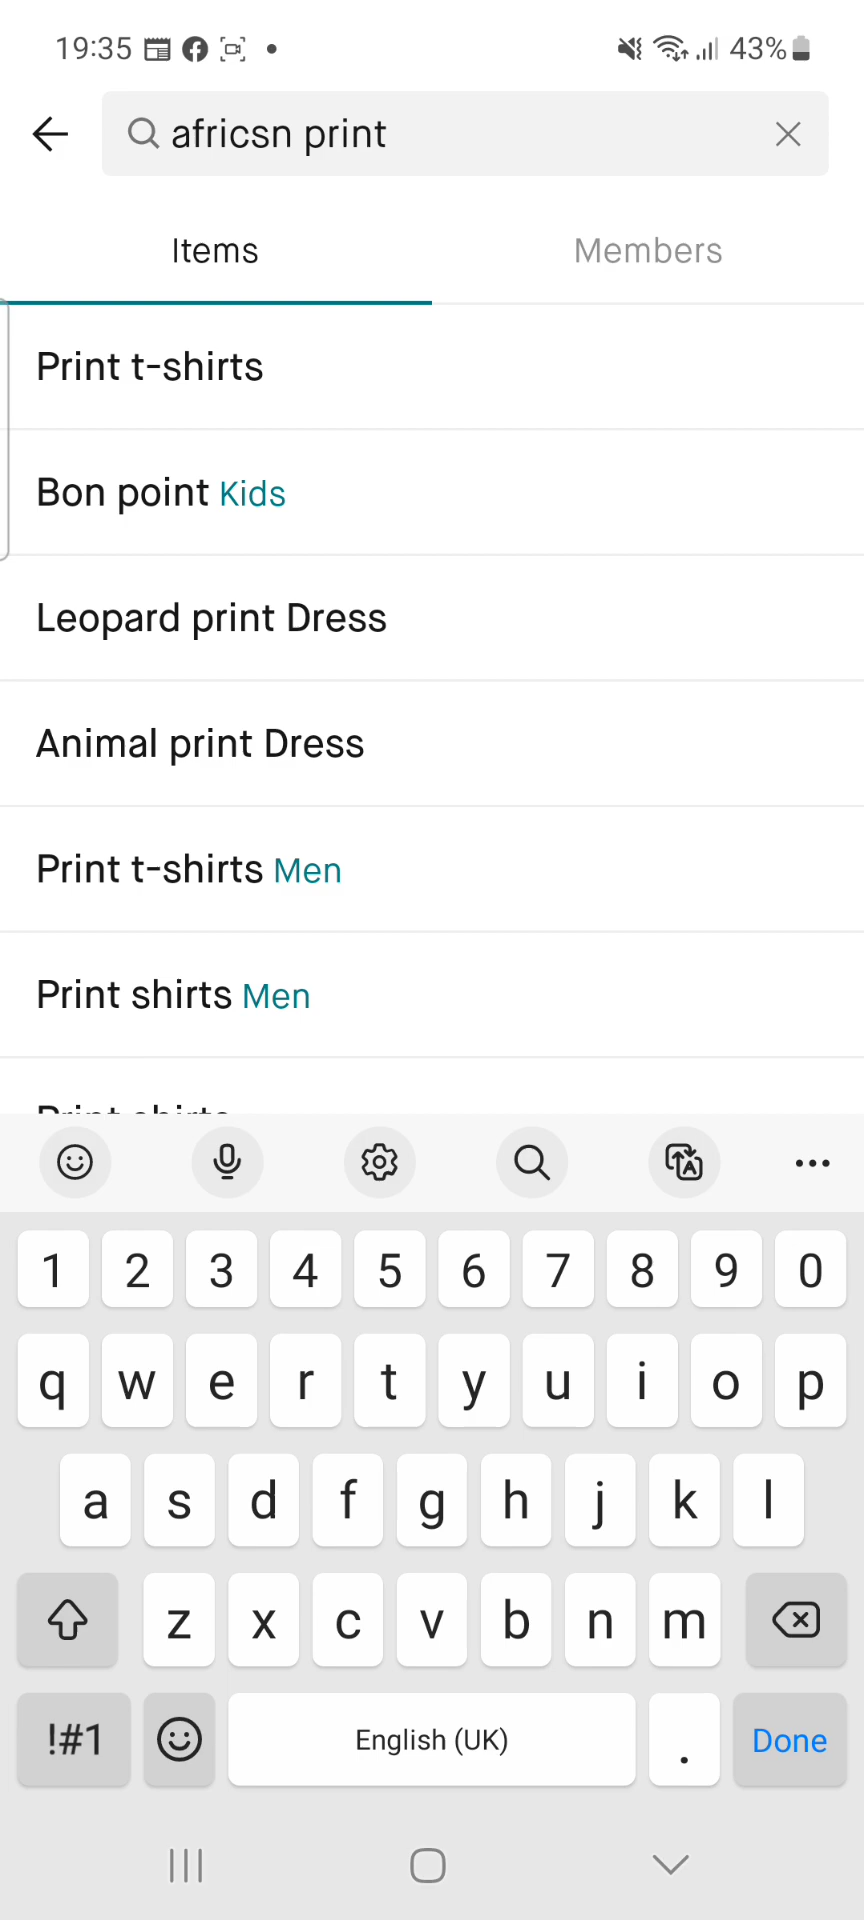 19:35
43%
africsn print
Items
Members
Print t-shirts
Bon point Kids
Leopard print Dress
Animal print Dress
Print t-shirts Men
Print shirts Men
Print shirts
1 2 3 4 5 6 7 8 9 0
q w e r t y u i o p
a s d f g h j k l
z x c v b n m
!#1 English (UK) . Done